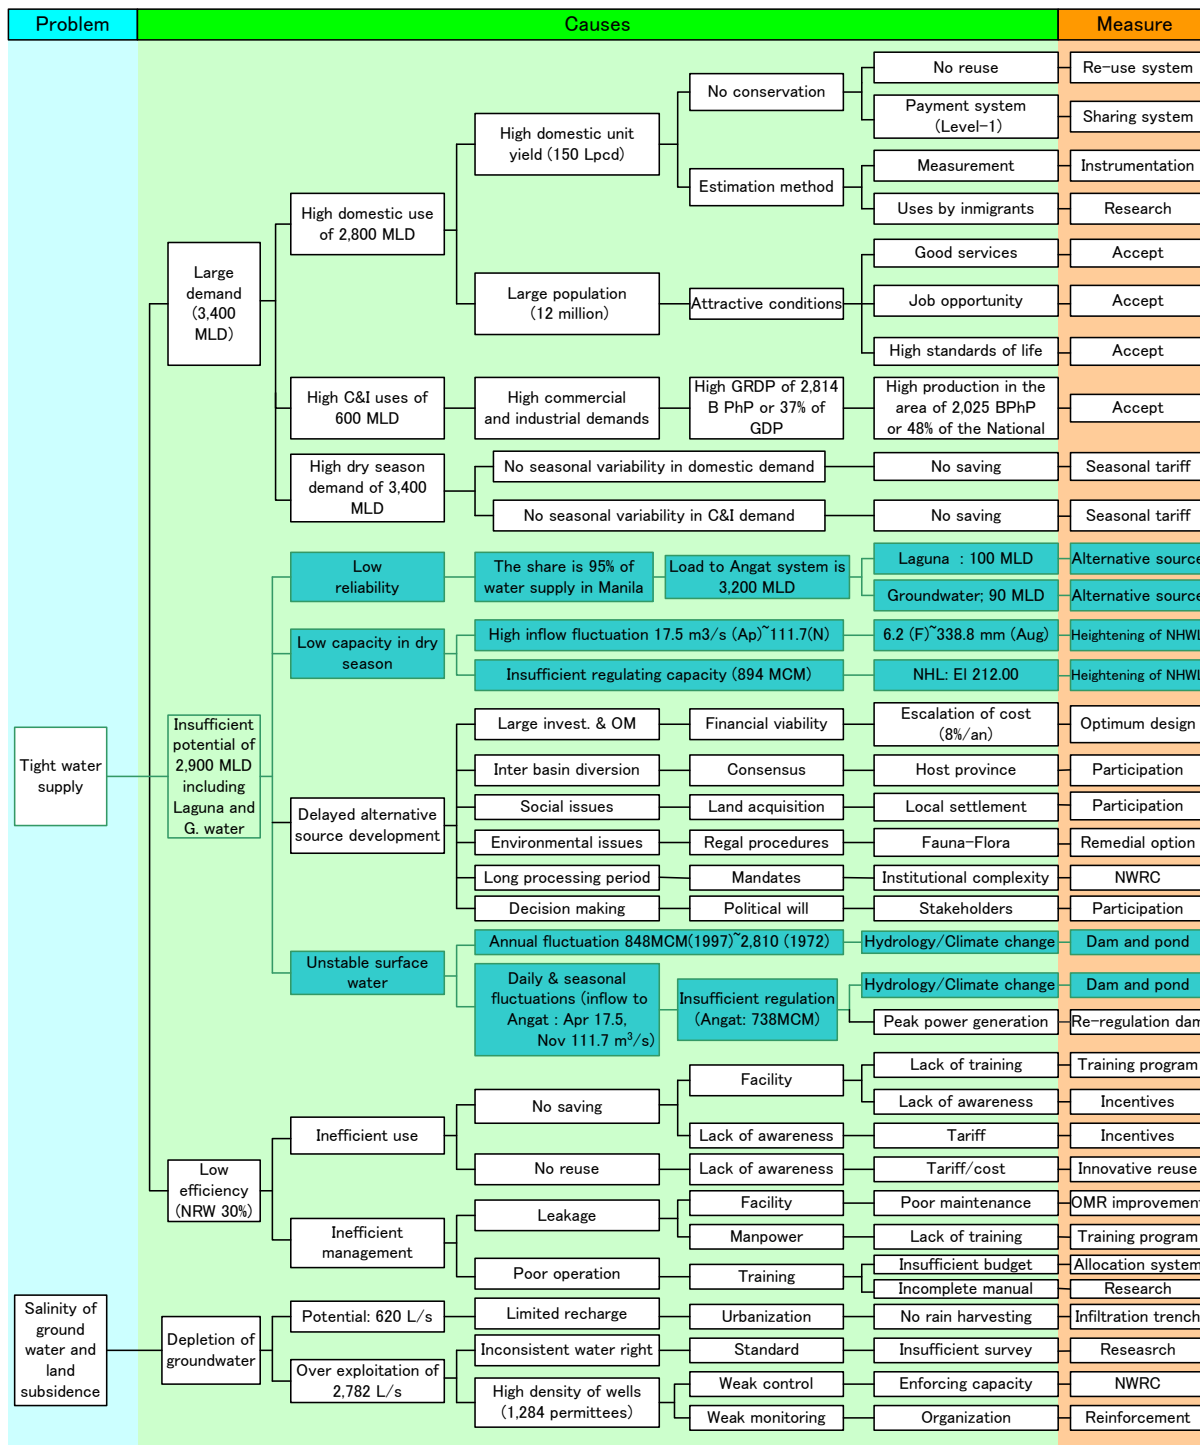 Problem
Causes
Measure
No reuse
Re-use system
No conservation
Payment system
(Level-1)
Sharing system
High domestic unit
yield (150 Lpcd)
Measurement
Instrumentation
Estimation method
Uses by inmigrants
Research
High domestic use
of 2,800 MLD
Good services
Accept
Large
demand
(3,400
MLD)
Large population
(12 million)
Attractive conditions
Job opportunity
Accept
High standards of life
Accept
High C&I uses of
600 MLD
High commercial
and industrial demands
High GRDP of 2,814
B PhP or 37% of
GDP
High production in the
area of 2,025 BPhP
or 48% of the National
Accept
High dry season
demand of 3,400
MLD
No seasonal variability in domestic demand
No saving
Seasonal tariff
No seasonal variability in C&I demand
No saving
Seasonal tariff
Low
reliability
The share is 95% of
water supply in Manila
Load to Angat system is
3,200 MLD
Laguna : 100 MLD
Alternative source
Groundwater; 90 MLD
Alternative source
Low capacity in dry
season
High inflow fluctuation 17.5 m3/s (Ap)~111.7(N)
6.2 (F)~338.8 mm (Aug)
Heightening of NHWL
Insufficient regulating capacity (894 MCM)
NHL: El 212.00
Heightening of NHWL
Tight water
supply
Insufficient
potential of
2,900 MLD
including
Laguna and
G. water
Delayed alternative
source development
Large invest. & OM
Financial viability
Escalation of cost
(8%/an)
Optimum design
Inter basin diversion
Consensus
Host province
Participation
Social issues
Land acquisition
Local settlement
Participation
Environmental issues
Regal procedures
Fauna-Flora
Remedial option
Long processing period
Mandates
Institutional complexity
NWRC
Decision making
Political will
Stakeholders
Participation
Unstable surface
water
Annual fluctuation 848MCM(1997)~2,810 (1972)
Hydrology/Climate change
Dam and pond
Daily & seasonal
fluctuations (inflow to
Angat : Apr 17.5,
Nov 111.7 m³/s)
Insufficient regulation
(Angat: 738MCM)
Hydrology/Climate change
Dam and pond
Peak power generation
Re-regulation dam
Low
efficiency
(NRW 30%)
Inefficient use
No saving
Facility
Lack of training
Training program
Lack of awareness
Incentives
Lack of awareness
Tariff
Incentives
No reuse
Lack of awareness
Tariff/cost
Innovative reuse
Inefficient
management
Leakage
Facility
Poor maintenance
OMR improvement
Manpower
Lack of training
Training program
Poor operation
Training
Insufficient budget
Allocation system
Incomplete manual
Research
Salinity of
ground
water and
land
subsidence
Depletion of
groundwater
Potential: 620 L/s
Limited recharge
Urbanization
No rain harvesting
Infiltration trench
Over exploitation of
2,782 L/s
Inconsistent water right
Standard
Insufficient survey
Reseasrch
High density of wells
(1,284 permittees)
Weak control
Enforcing capacity
NWRC
Weak monitoring
Organization
Reinforcement